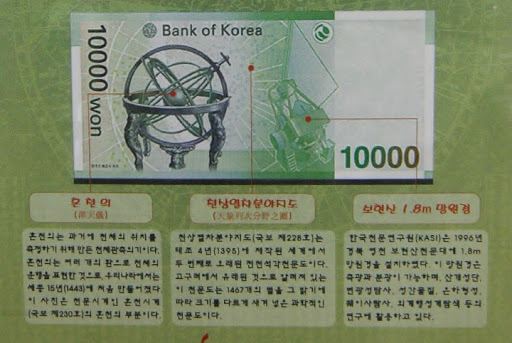 Bank of Korea
10000 won
10000
혼천의
(渾天儀)
혼천의는 과거에 천체의 위치를
측정하기 위해 만든 천체관측기이다.
혼천의는 여러 개의 환으로 천체의
운행을 표현한 것으로 우리나라에서는
세종 15년(1443)에 처음 만들어졌다
이 사진은 천문시계인 혼천시계
(국보 제230호)의 혼천의 부분이다.
천상열차분야지도
(天象列次分野之圖)
천상열차분야지도(국보 제228호)는
태조 4년(1395)에 제작된 세계에서
두 번째로 오래된 전천석각천문도이다.
고구려에서 유래된 것으로 알려져 있는
이 천문도는 1467개의 별을 그 밝기에
따라 크기를 다르게 새겨 넣은 과학적인
천문도이다.
보현산 1.8m 망원경
한국천문연구원(KASI)은 1996년
경북 영천 보현산천문대에 1.8m
망원경을 설치하였다. 이 망원경은
측광과 분광이 가능하며, 산개성단,
변광성탐사, 성간물질, 은하형성,
퀘이사탐사, 외계행성계탐색 등의
연구에 활용하고 있다.